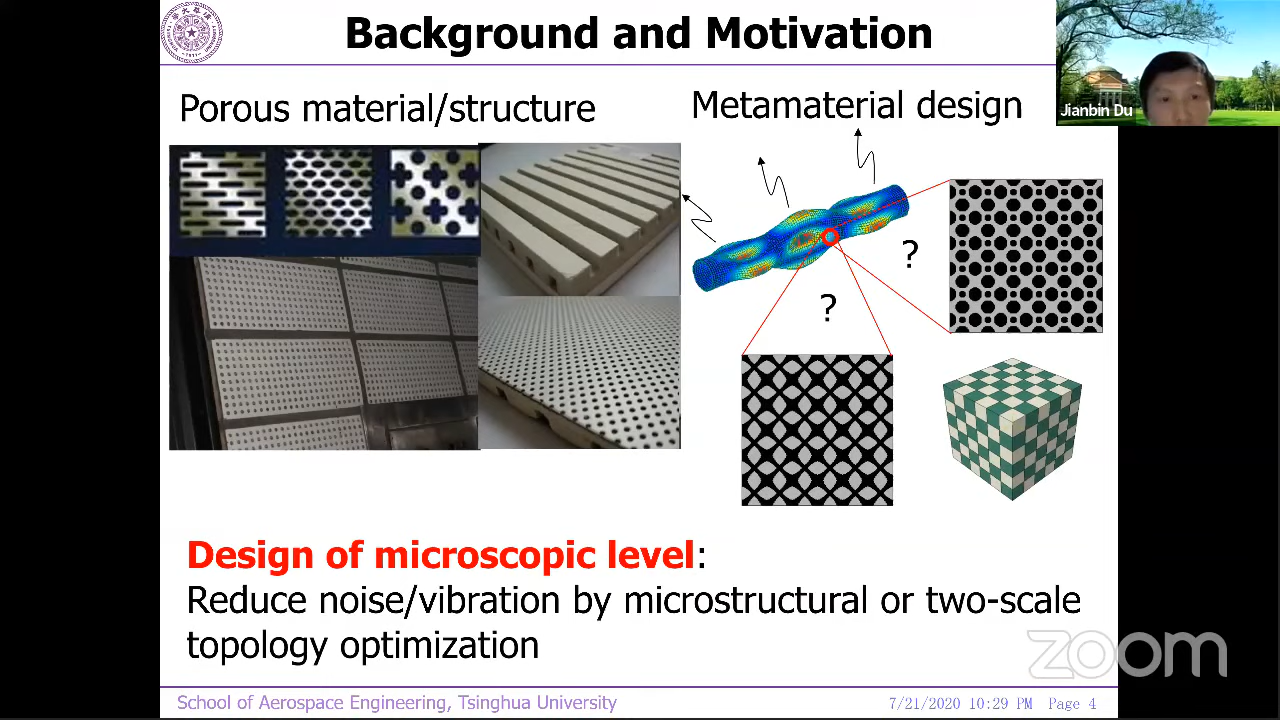 Background and Motivation
Jianbin Du
Porous material/structure
Metamaterial design
?
?
Design of microscopic level:
Reduce noise/vibration by microstructural or two-scale
topology optimization
zoom
School of Aerospace Engineering, Tsinghua University
7/21/2020 10:29 PM Page 4